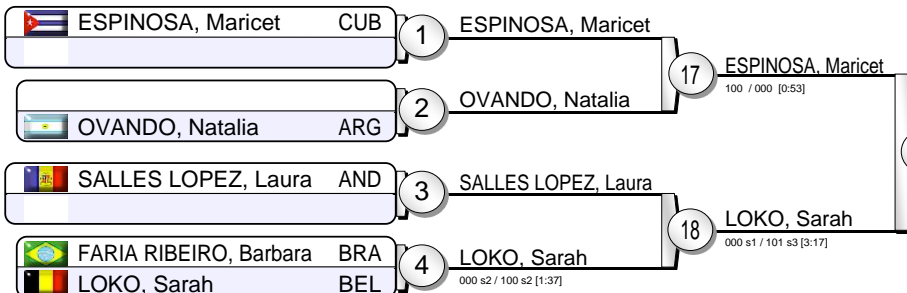 ESPINOSA, Maricet CUB
1
ESPINOSA, Maricet
17
ESPINOSA, Maricet
100 / 000 [0:53]
OVANDO, Natalia ARG
2
OVANDO, Natalia
SALLES LOPEZ, Laura AND
3
SALLES LOPEZ, Laura
18
LOKO, Sarah
000 s1 / 101 s3 [3:17]
FARIA RIBEIRO, Barbara BRA
LOKO, Sarah BEL
4
LOKO, Sarah
000 s2 / 100 s2 [1:37]